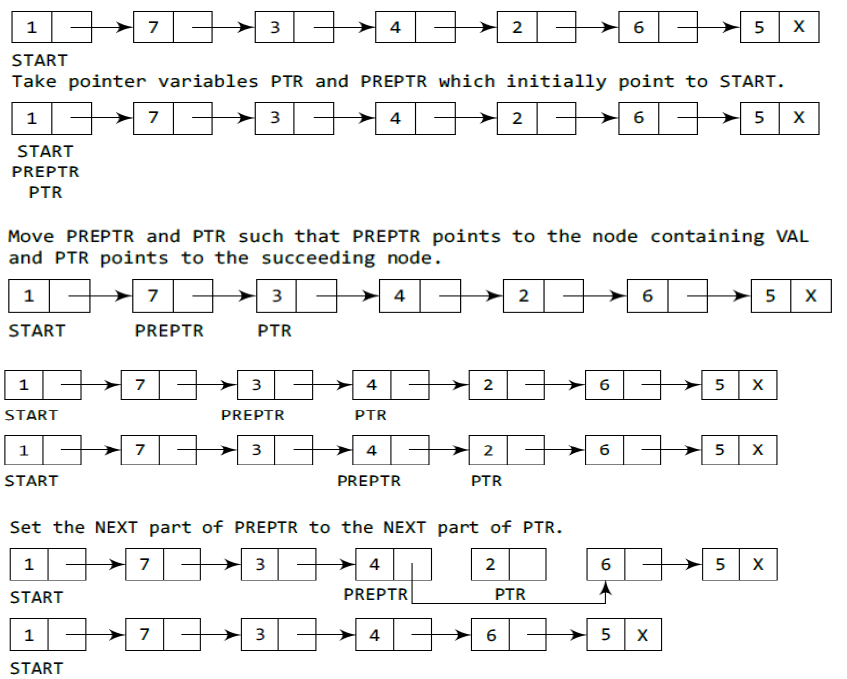 1 7 3 4 2 6 5 X
START
Take pointer variables PTR and PREPTR which initially point to START.
1 7 3 4 2 6 5 X
START
PREPTR
PTR
Move PREPTR and PTR such that PREPTR points to the node containing VAL
and PTR points to the succeeding node.
1 7 3 4 2 6 5 X
START PREPTR PTR
1 7 3 4 2 6 5 X
START PREPTR PTR
1 7 3 4 2 6 5 X
START PREPTR PTR
Set the NEXT part of PREPTR to the NEXT part of PTR.
1 7 3 4 2 6 5 X
START PREPTR PTR
1 7 3 4 6 5 X
START